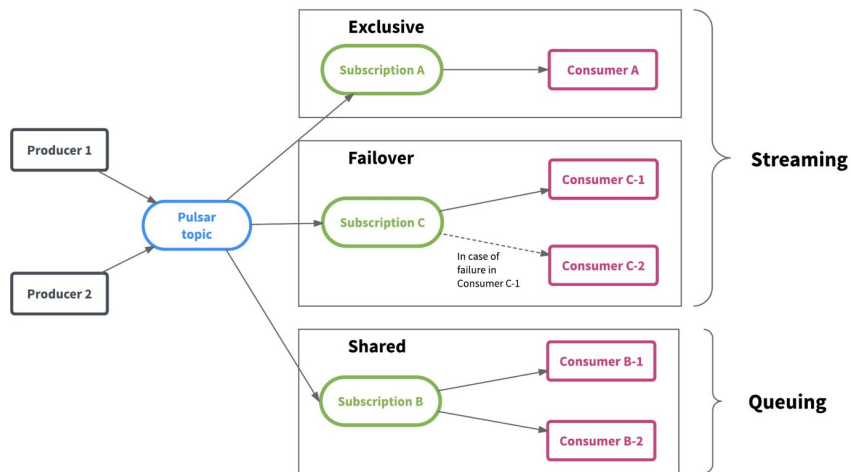 Exclusive
Subscription A
Consumer A
Producer 1
Failover
Consumer C-1
Streaming
Pulsar
topic
Subscription C
In case of
failure in
Consumer C-1
Consumer C-2
Producer 2
Shared
Consumer B-1
Subscription B
Queuing
Consumer B-2